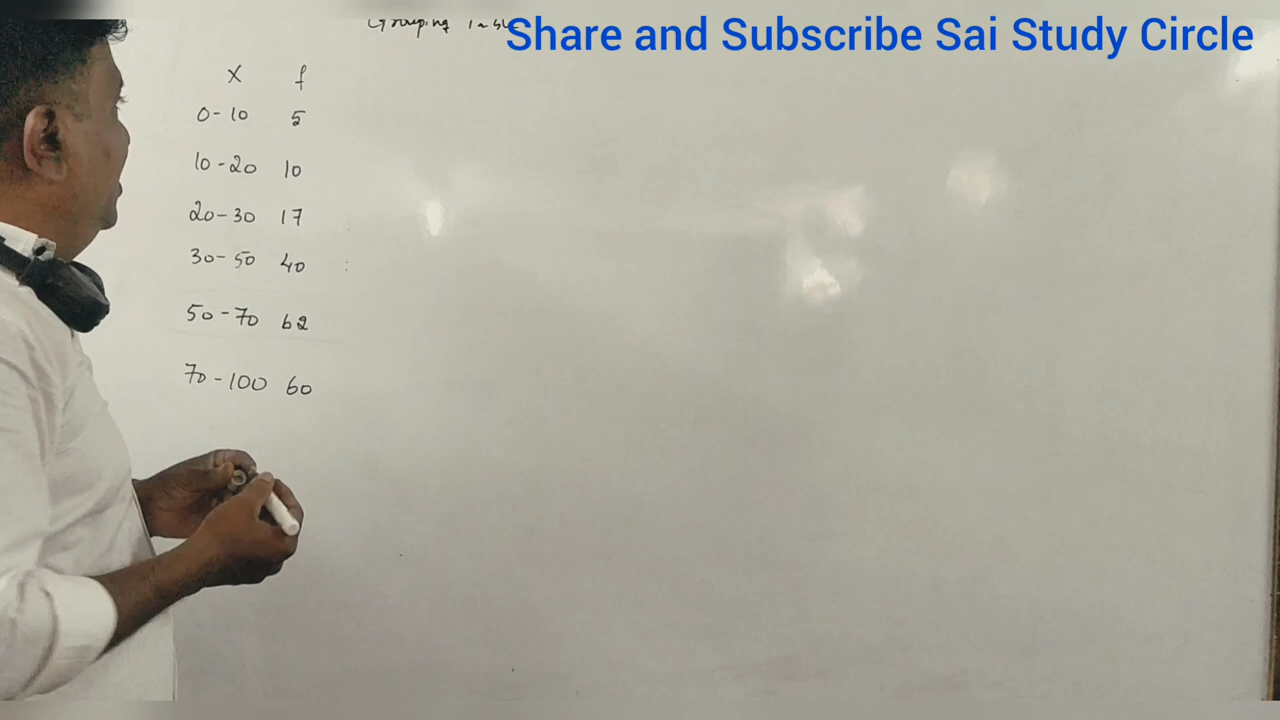 Grouping
Share and Subscribe Sai Study Circle
X f
0-10 5
10-20 10
20-30 17
30-50 40
50-70 62
70-100 60